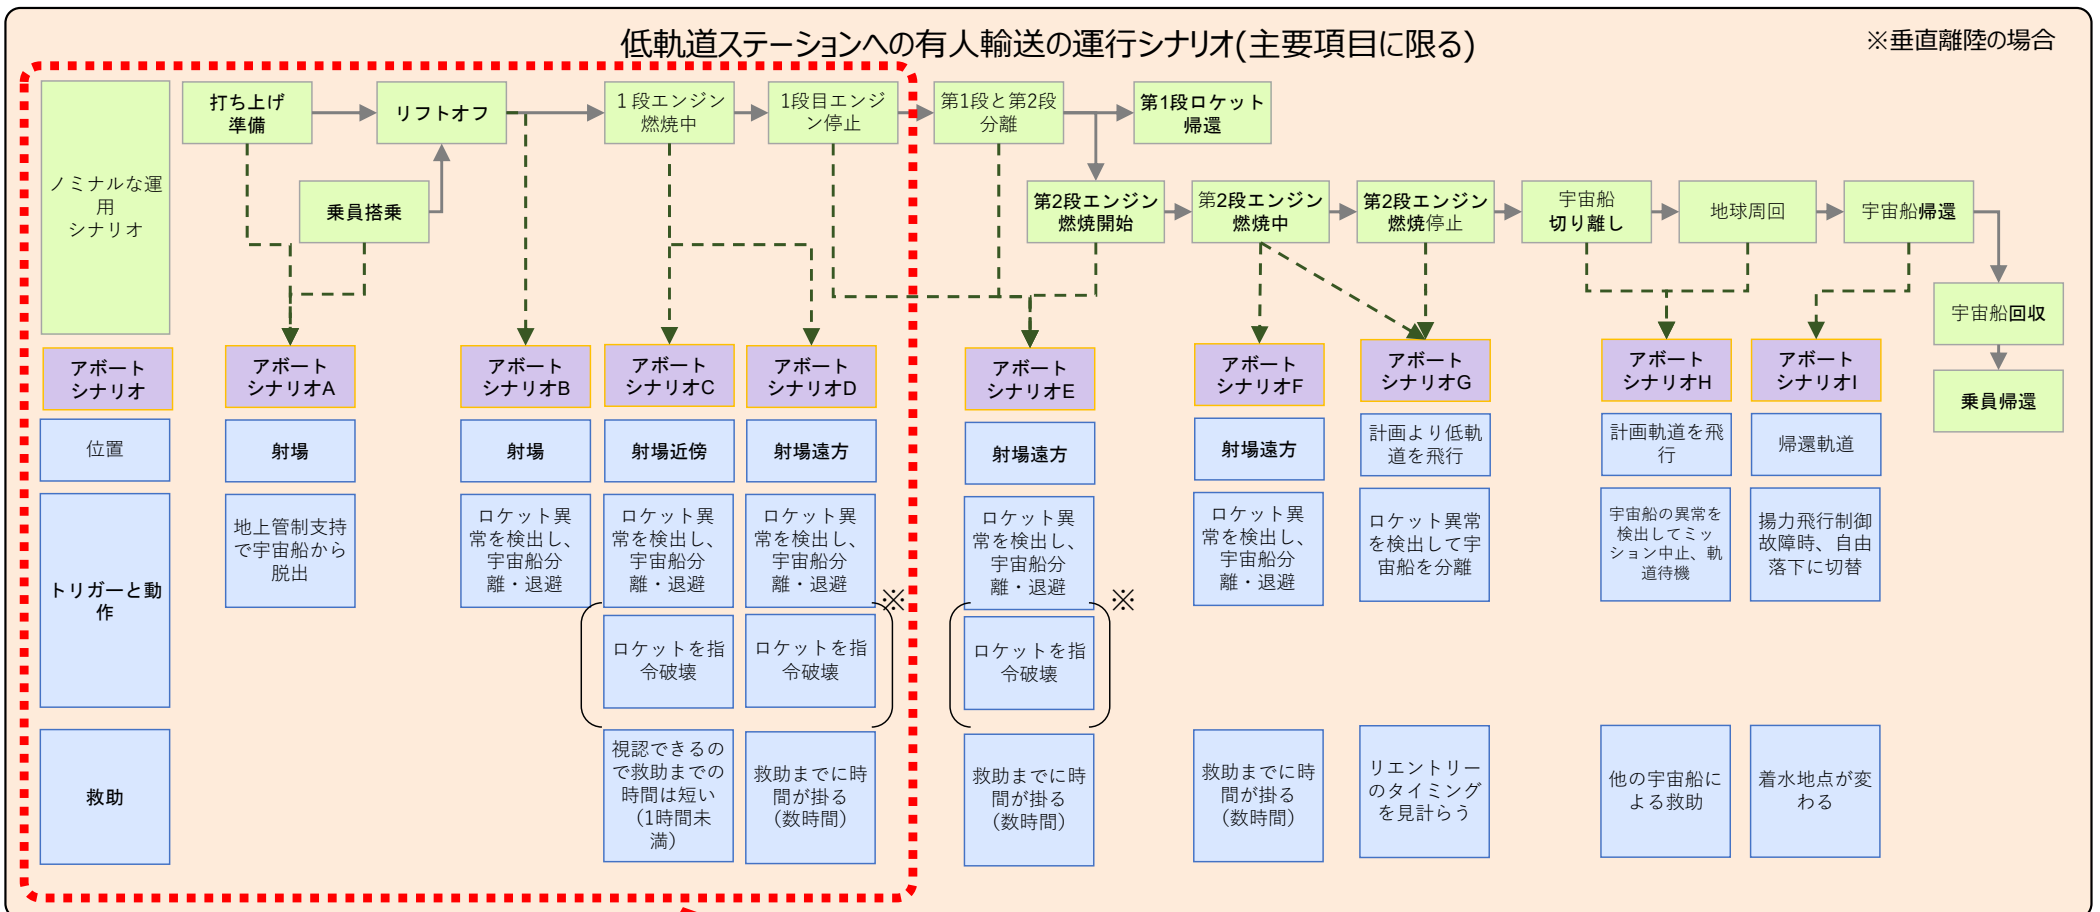 低軌道ステーションへの有人輸送の運行シナリオ(主要項目に限る)
※垂直離陸の場合
ノミナルな運
用
シナリオ
打ち上げ
準備
リフトオフ
１段エンジン
燃焼中
1段目エンジ
ン停止
第1段と第2段
分離
第1段ロケット
帰還
乗員搭乗
第2段エンジン
燃焼開始
第2段エンジン
燃焼中
第2段エンジン
燃焼停止
宇宙船
切り離し
地球周回
宇宙船帰還
宇宙船回収
乗員帰還
アボート
シナリオ
アボート
シナリオA
アボート
シナリオB
アボート
シナリオC
アボート
シナリオD
アボート
シナリオE
アボート
シナリオF
アボート
シナリオG
アボート
シナリオH
アボート
シナリオI
位置
射場
射場
射場近傍
射場遠方
射場遠方
射場遠方
計画より低軌
道を飛行
計画軌道を飛
行
帰還軌道
トリガーと動
作
地上管制支持
で宇宙船から
脱出
ロケット異
常を検出し、
宇宙船分
離・退避
ロケット異
常を検出し、
宇宙船分
離・退避
ロケット異
常を検出し、
宇宙船分
離・退避
ロケット異
常を検出し、
宇宙船分
離・退避
ロケット異
常を検出し、
宇宙船分
離・退避
ロケット異常
を検出して宇
宙船を分離
宇宙船の異常を
検出してミッ
ション中止、軌
道待機
揚力飛行制御
故障時、自由
落下に切替
※
※
ロケットを指
令破壊
ロケットを指
令破壊
ロケットを指
令破壊
救助
視認できるの
で救助までの
時間は短い
（1時間未
満）
救助までに時
間が掛る
（数時間）
救助までに時
間が掛る
（数時間）
救助までに時
間が掛る
（数時間）
リエントリー
のタイミング
を見計らう
他の宇宙船に
よる救助
着水地点が変
わる